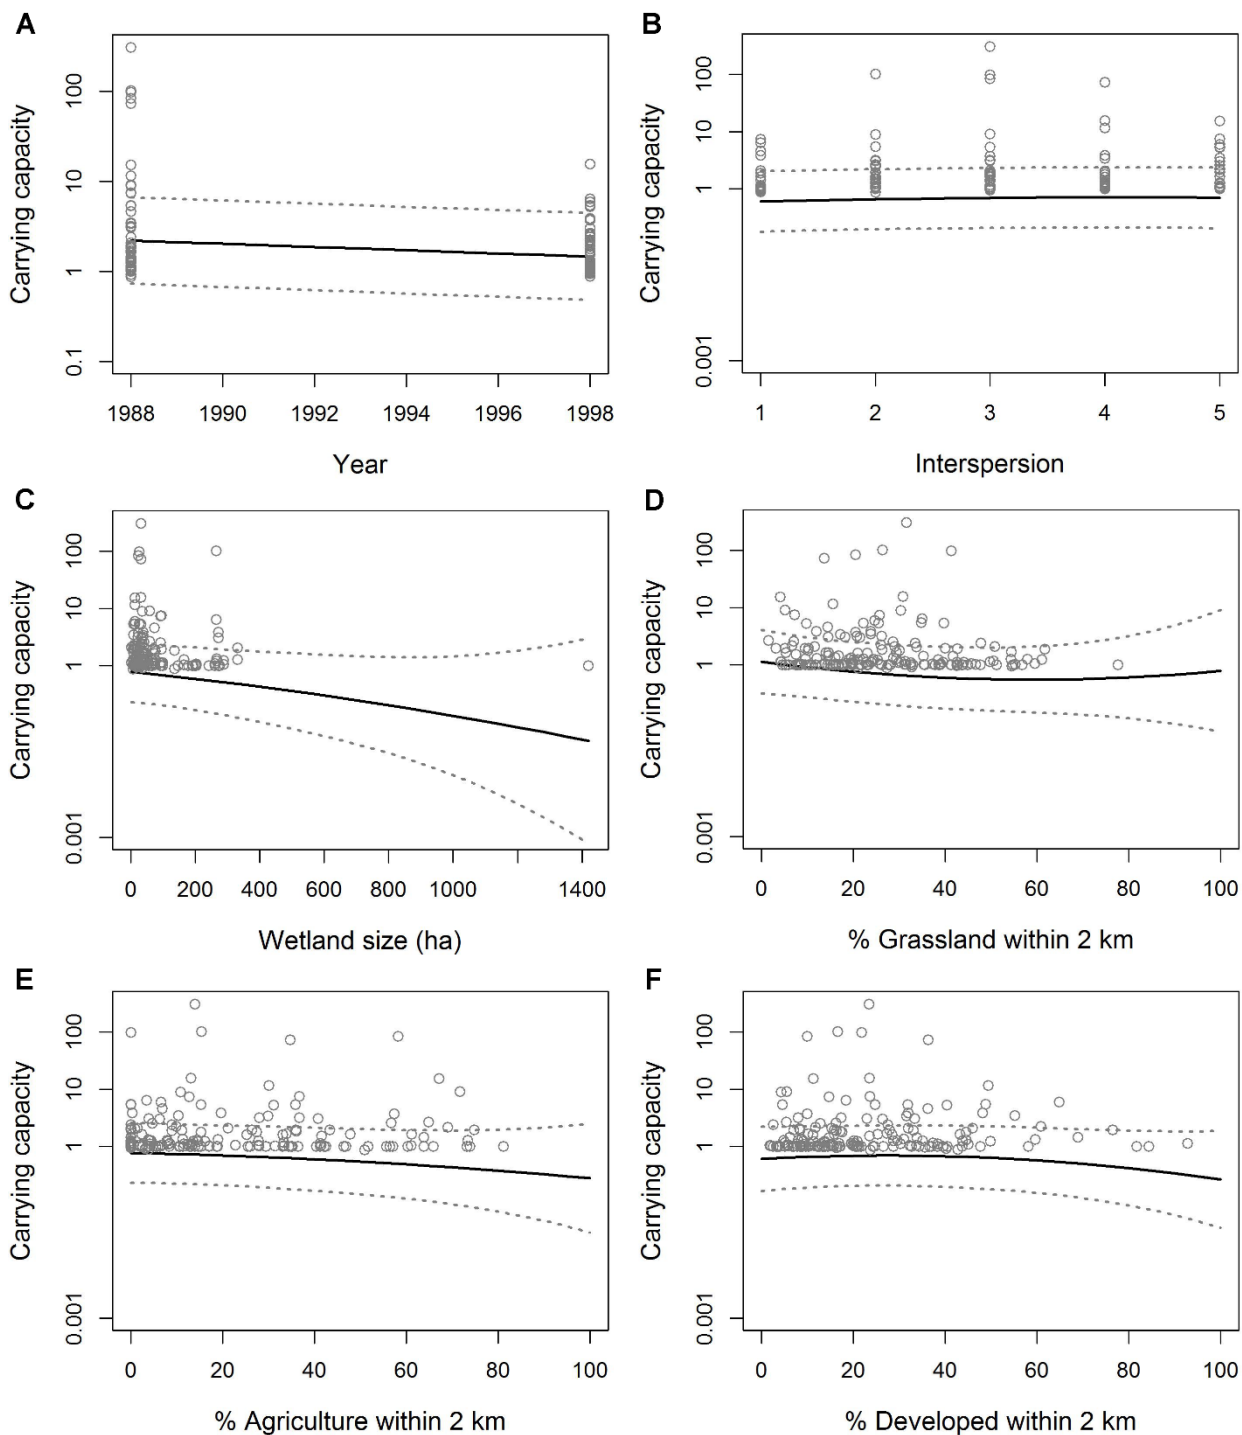 A
Carrying capacity
100
10
1
0.1
1988 1990 1992 1994 1996 1998
Year
B
Carrying capacity
100
10
1
0.001
1 2 3 4 5
Interspersion
C
Carrying capacity
100
10
1
0.001
0 200 400 600 800 1000 1400
Wetland size (ha)
D
Carrying capacity
100
10
1
0.001
0 20 40 60 80 100
% Grassland within 2 km
E
Carrying capacity
100
10
1
0.001
0 20 40 60 80 100
% Agriculture within 2 km
F
Carrying capacity
100
10
1
0.001
0 20 40 60 80 100
% Developed within 2 km